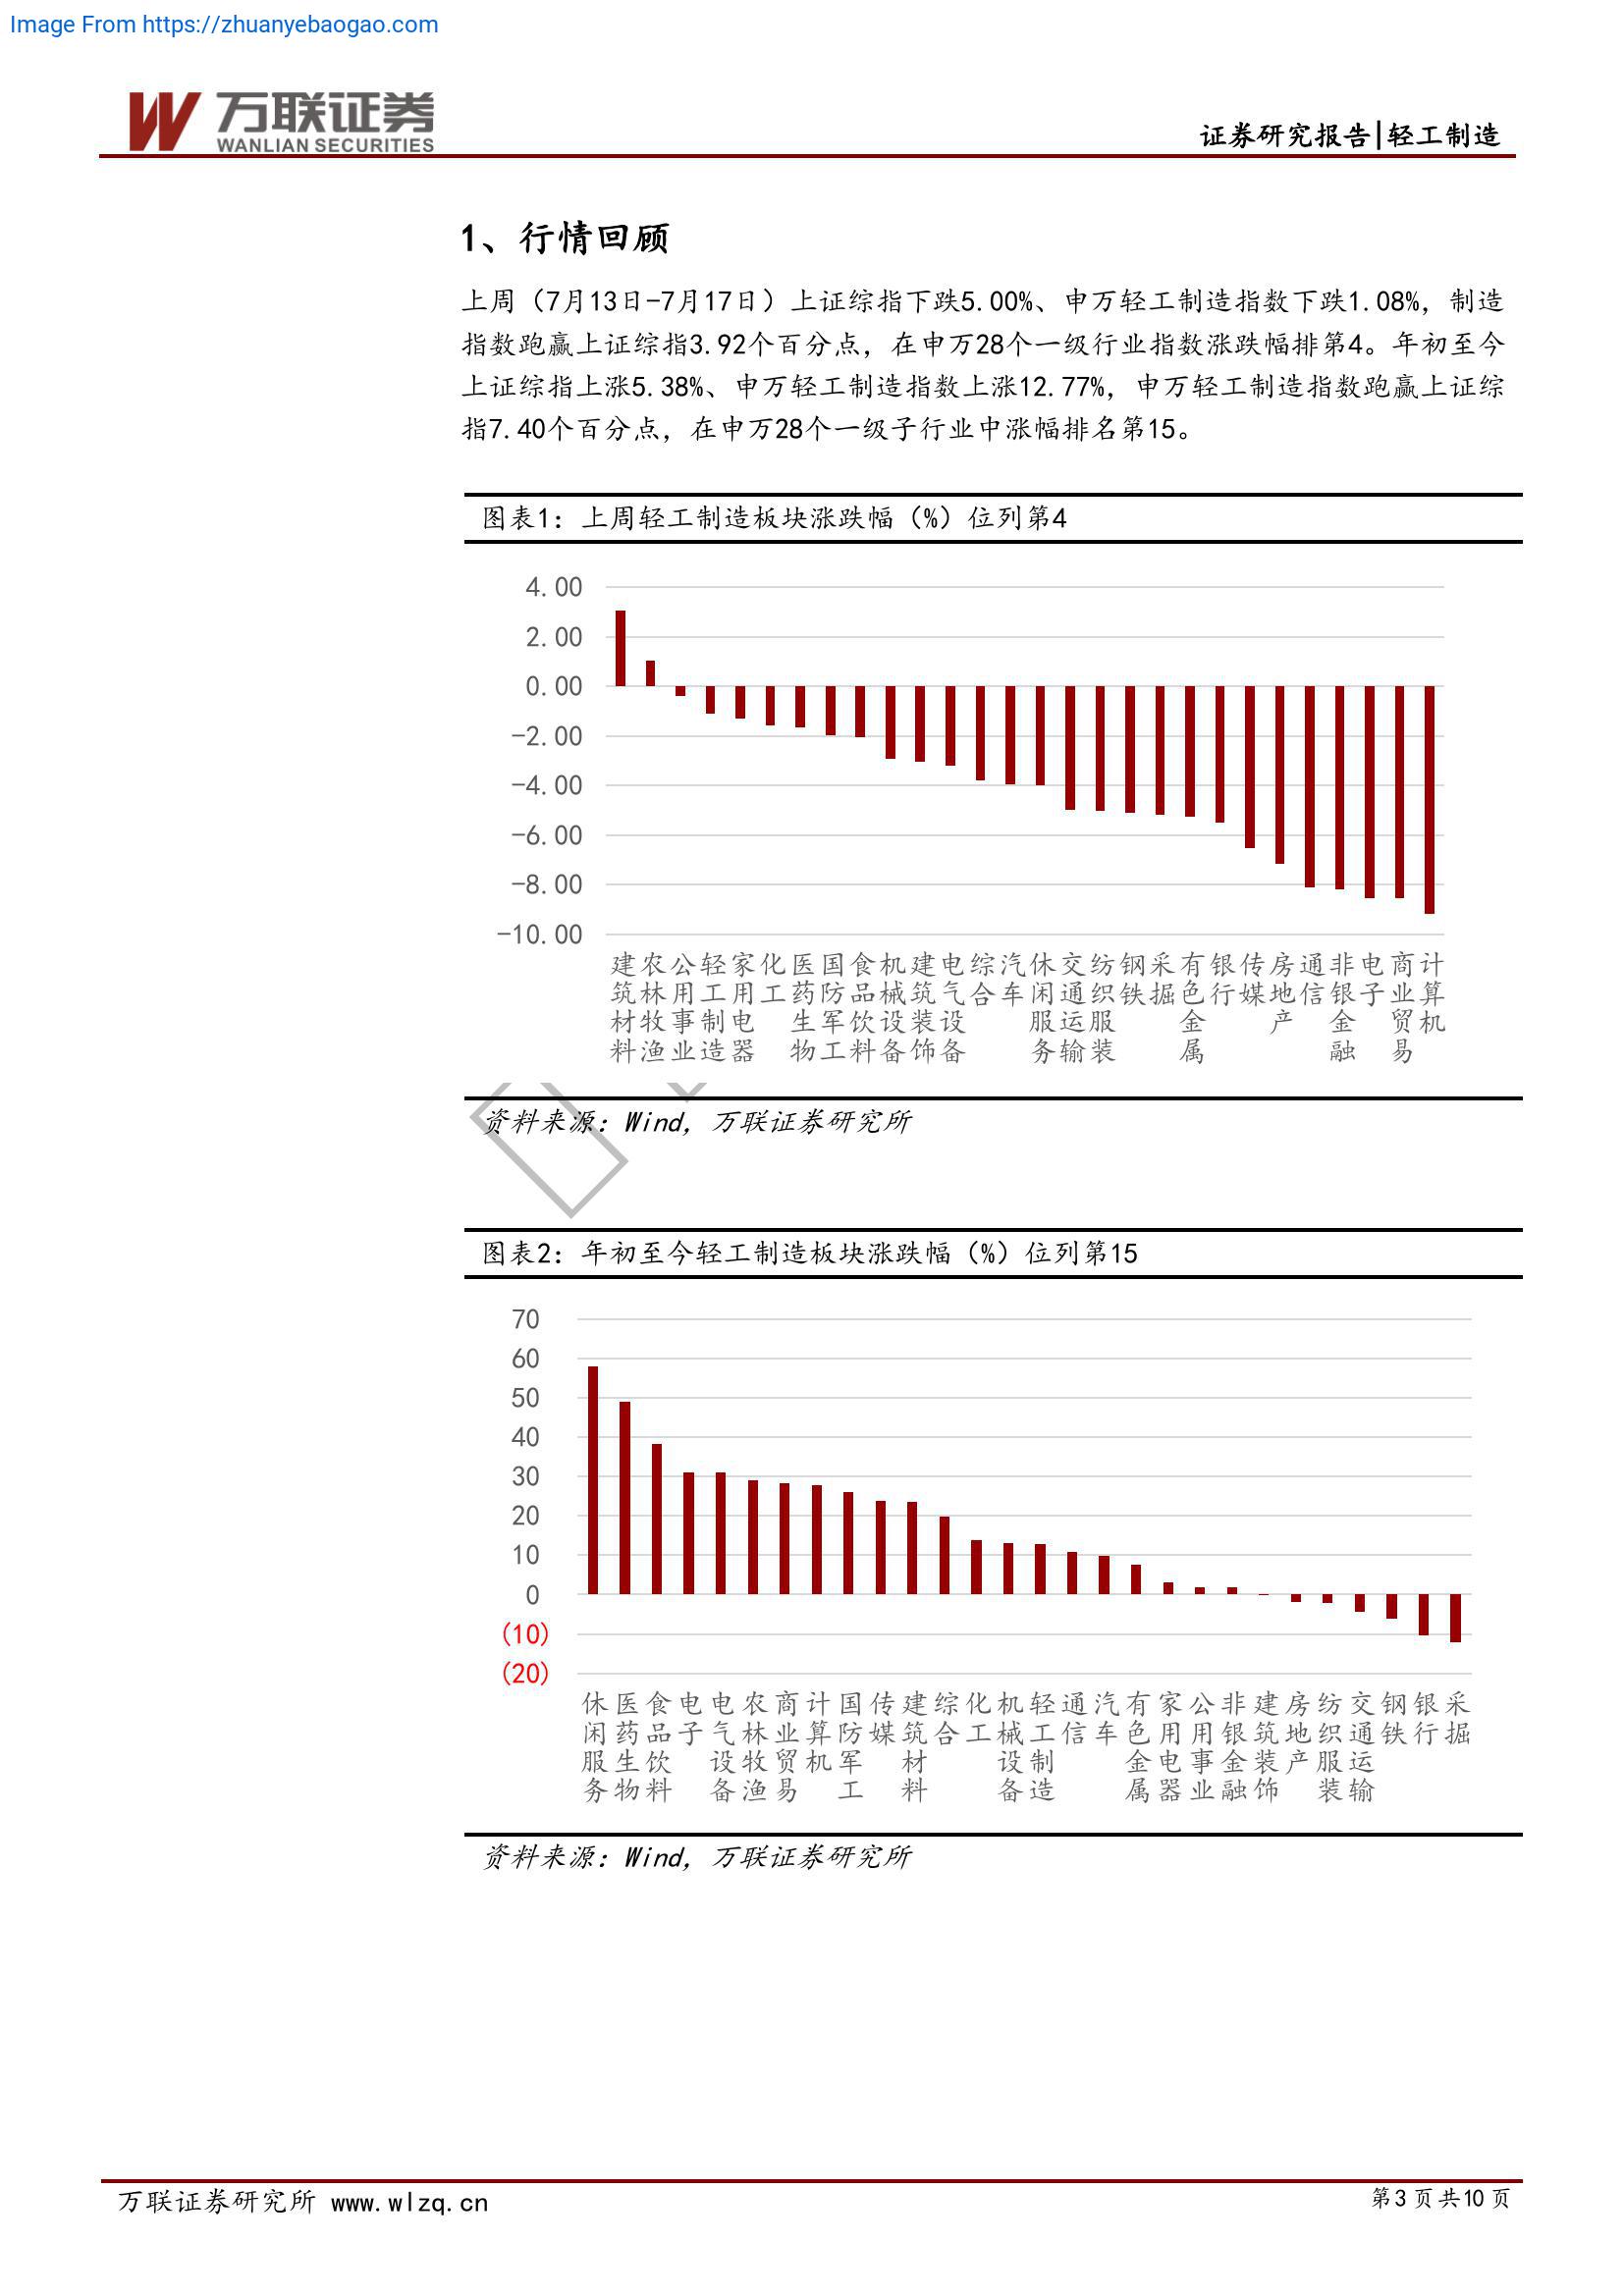 Image From https://zhuanyebaogao.com
万联证券
WANLIAN SECURITIES
证券研究报告|轻工制造
1、行情回顾
上周（7月13日-7月17日）上证综指下跌5.00%、申万轻工制造指数下跌1.08%，制造
指数跑赢上证综指3.92个百分点，在申万28个一级行业指数涨跌幅排第4。年初至今
上证综指上涨5.38%、申万轻工制造指数上涨12.77%，申万轻工制造指数跑赢上证综
指7.40个百分点，在申万28个一级子行业中涨幅排名第15。
图表1：上周轻工制造板块涨跌幅（%）位列第4
4.00
2.00
0.00
-2.00
-4.00
-6.00
-8.00
-10.00
建筑材料
农林牧渔
公用事业
轻工制造
家用电器
化工
医药生物
国防军工
食品饮料
机械设备
建筑装饰
电气设备
综合
汽车
休闲服务
交通运输
纺织服装
钢铁
采掘
有色金属
银行
传媒
房地产
通信
非银金融
电子
商业贸易
计算机
资料来源：Wind，万联证券研究所
图表2：年初至今轻工制造板块涨跌幅（%）位列第15
70
60
50
40
30
20
10
0
(10)
(20)
休闲服务
医药生物
食品饮料
电子
电气设备
农林牧渔
商业贸易
计算机
国防军工
传媒
建筑材料
综合
化工
机械设备
轻工制造
通信
汽车
有色金属
家用电器
公用事业
非银金融
建筑装饰
房地产
纺织服装
交通运输
钢铁
银行
采掘
资料来源：Wind，万联证券研究所
万联证券研究所 www.wlzq.cn
第3页共10页